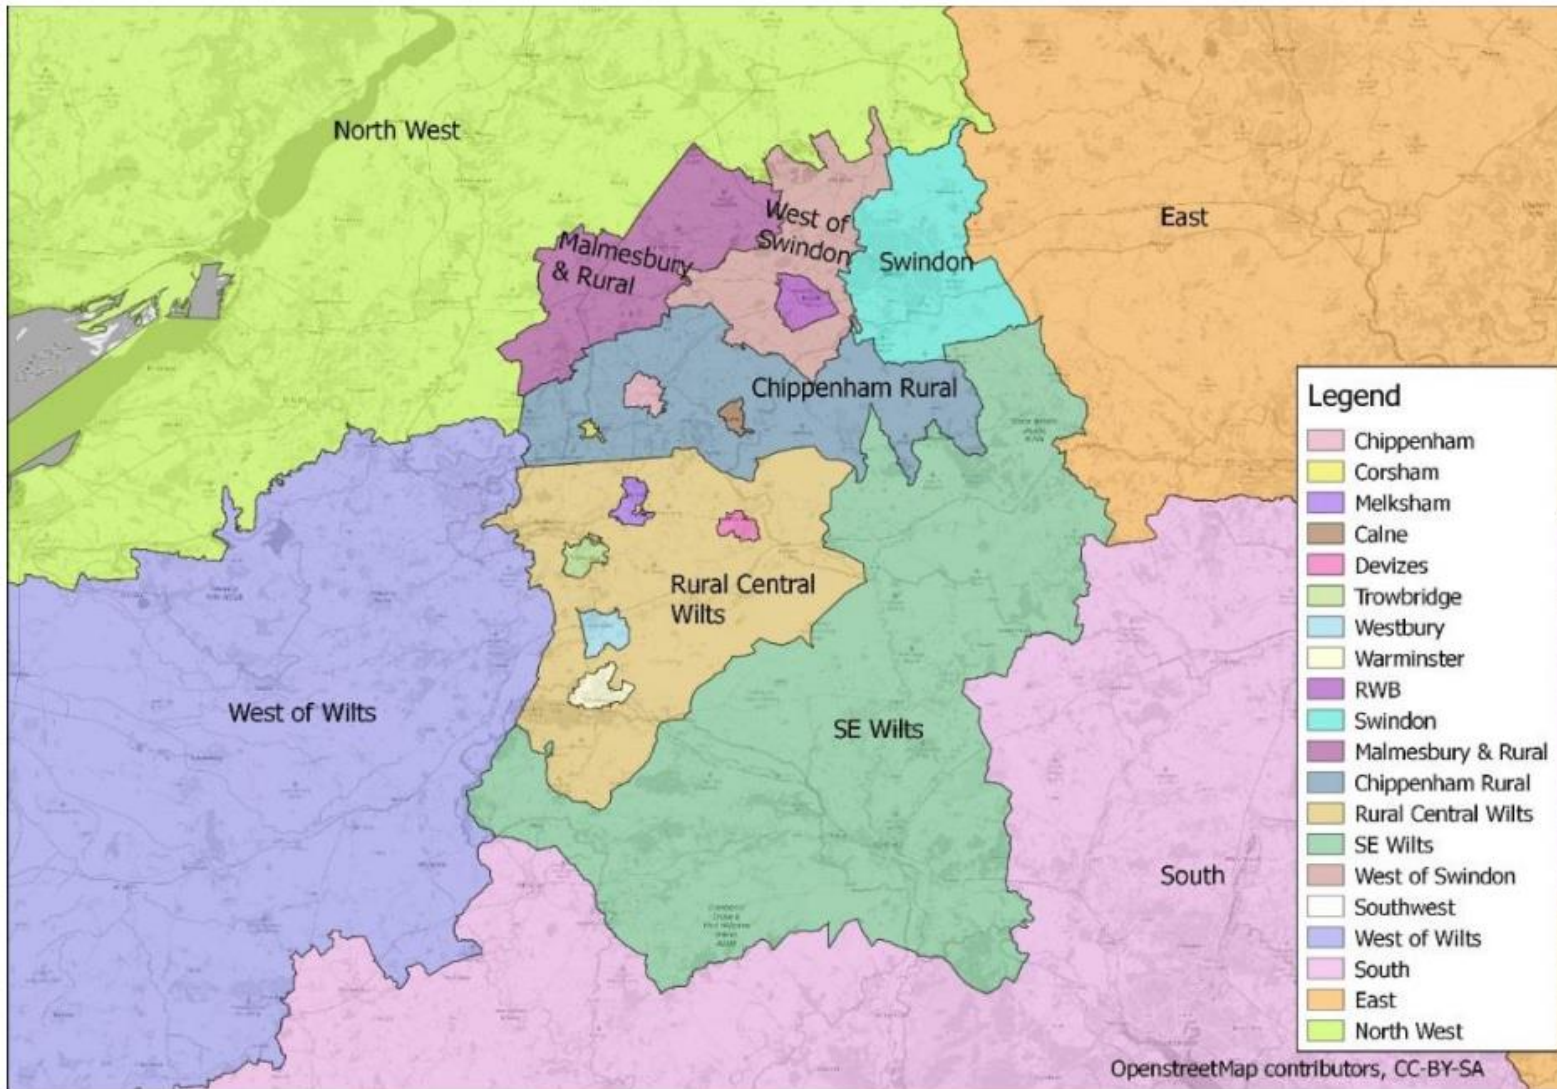 North West
West of
Swindon
Malmesbury
& Rural
Swindon
East
Chippenham Rural
Rural Central
Wilts
West of Wilts
SE Wilts
South
Legend
Chippenham
Corsham
Melksham
Calne
Devizes
Trowbridge
Westbury
Warminster
RWB
Swindon
Malmesbury & Rural
Chippenham Rural
Rural Central Wilts
SE Wilts
West of Swindon
Southwest
West of Wilts
South
East
North West
OpenstreetMap contributors, CC-BY-SA